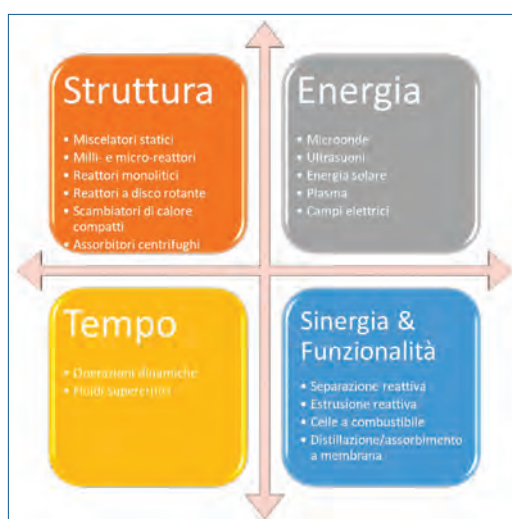 Struttura
• Miscelatori statici
• Milli- e micro-reattori
• Reattori monolitici
• Reattori a disco rotante
• Scambiatori di calore
compatti
• Assorbitori centrifughi
Energia
• Microonde
• Ultrasuoni
• Energia solare
• Plasma
• Campi elettrici
Tempo
• Operazioni dinamiche
• Fluidi supercritici
Sinergia &
Funzionalità
• Separazione reattiva
• Estrusione reattiva
• Celle a combustibile
• Distillazione/assorbimento
a membrana